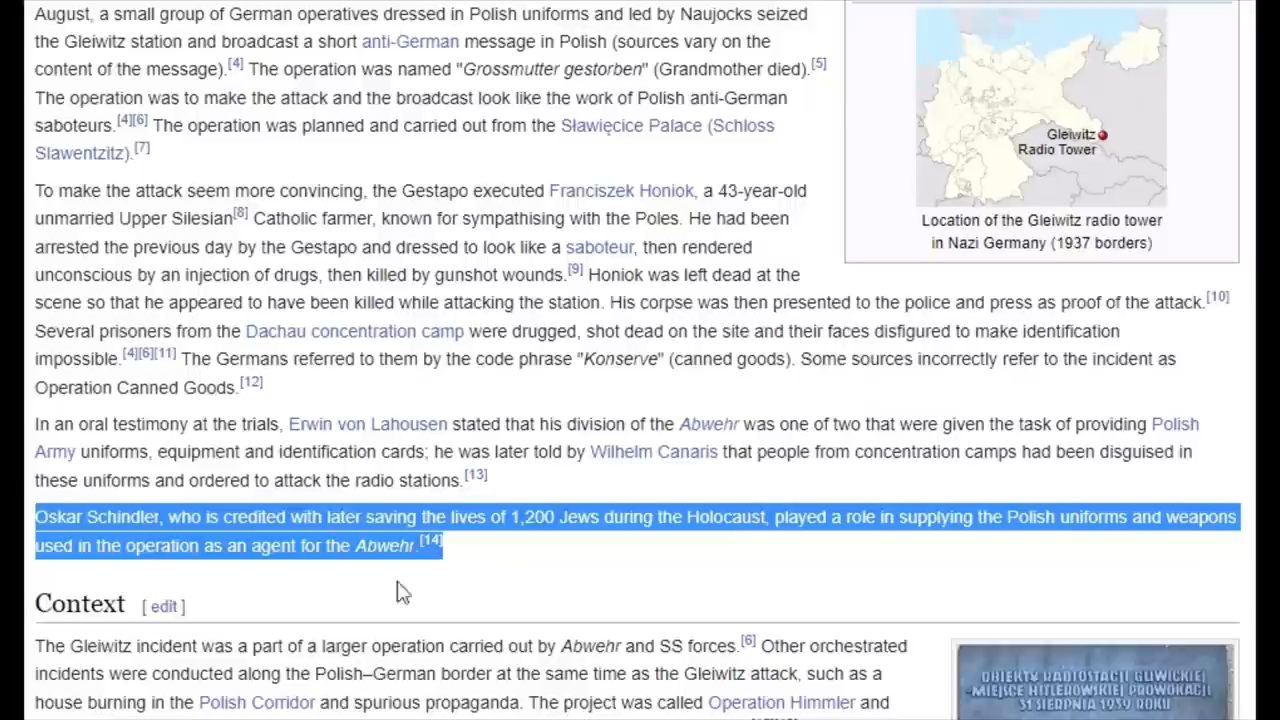 August, a small group of German operatives dressed in Polish uniforms and led by Naujocks seized
the Gleiwitz station and broadcast a short anti-German message in Polish (sources vary on the
content of the message).[4] The operation was named "Grossmutter gestorben" (Grandmother died).[5]
The operation was to make the attack and the broadcast look like the work of Polish anti-German
saboteurs.[4][6] The operation was planned and carried out from the Sławięcice Palace (Schloss
Slawentzitz).[7]
Gleiwitz
Radio Tower
Location of the Gleiwitz radio tower
in Nazi Germany (1937 borders)
To make the attack seem more convincing, the Gestapo executed Franciszek Honiok, a 43-year-old
unmarried Upper Silesian[8] Catholic farmer, known for sympathising with the Poles. He had been
arrested the previous day by the Gestapo and dressed to look like a saboteur, then rendered
unconscious by an injection of drugs, then killed by gunshot wounds.[9] Honiok was left dead at the
scene so that he appeared to have been killed while attacking the station. His corpse was then presented to the police and press as proof of the attack.[10]
Several prisoners from the Dachau concentration camp were drugged, shot dead on the site and their faces disfigured to make identification
impossible.[4][6][11] The Germans referred to them by the code phrase "Konserve" (canned goods). Some sources incorrectly refer to the incident as
Operation Canned Goods.[12]
In an oral testimony at the trials, Erwin von Lahousen stated that his division of the Abwehr was one of two that were given the task of providing Polish
Army uniforms, equipment and identification cards; he was later told by Wilhelm Canaris that people from concentration camps had been disguised in
these uniforms and ordered to attack the radio stations.[13]
Oskar Schindler, who is credited with later saving the lives of 1,200 Jews during the Holocaust, played a role in supplying the Polish uniforms and weapons
used in the operation as an agent for the Abwehr.[14]
Context [ edit ]
The Gleiwitz incident was a part of a larger operation carried out by Abwehr and SS forces.[6] Other orchestrated
incidents were conducted along the Polish–German border at the same time as the Gleiwitz attack, such as a
house burning in the Polish Corridor and spurious propaganda. The project was called Operation Himmler and
OBIEKTY RADIOSTACJI GLIWICKIEJ
MIEJSCE HITLEROWSKIEJ PROWOKACJI
31 SIERPNIA 1939 ROKU